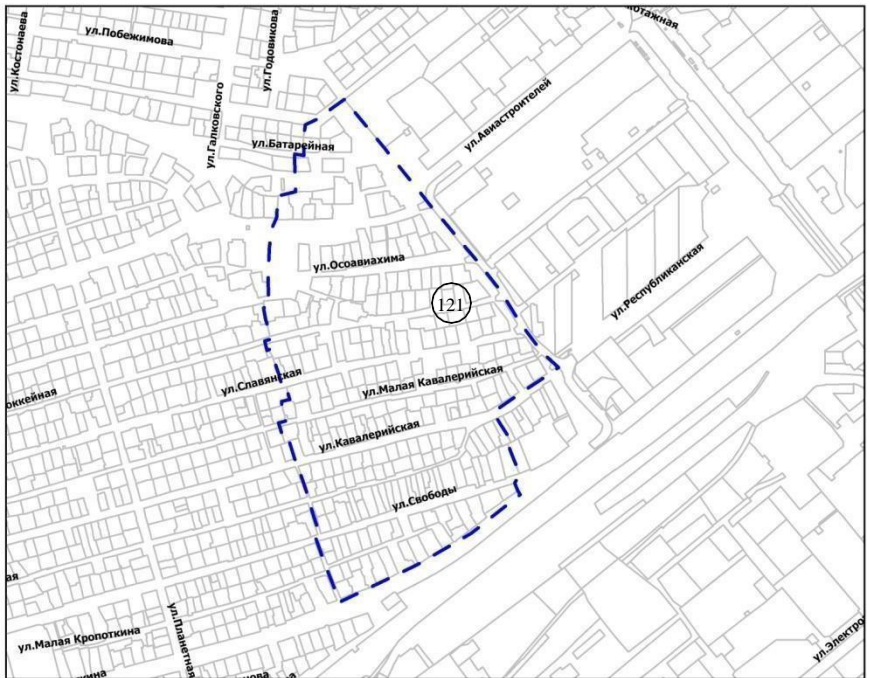 ул.Костонаева
ул.Побежимова
ул.Годовикова
ул.Галковского
ул.Батарейная
ул.Авиастроителей
ул.Осоавиахима
121
ул.Республиканская
ул.Славянская
ул.Малая Кавалерийская
ул.Кавалерийская
ул.Свободы
ул.Малая Кропоткина
ул.Планетная